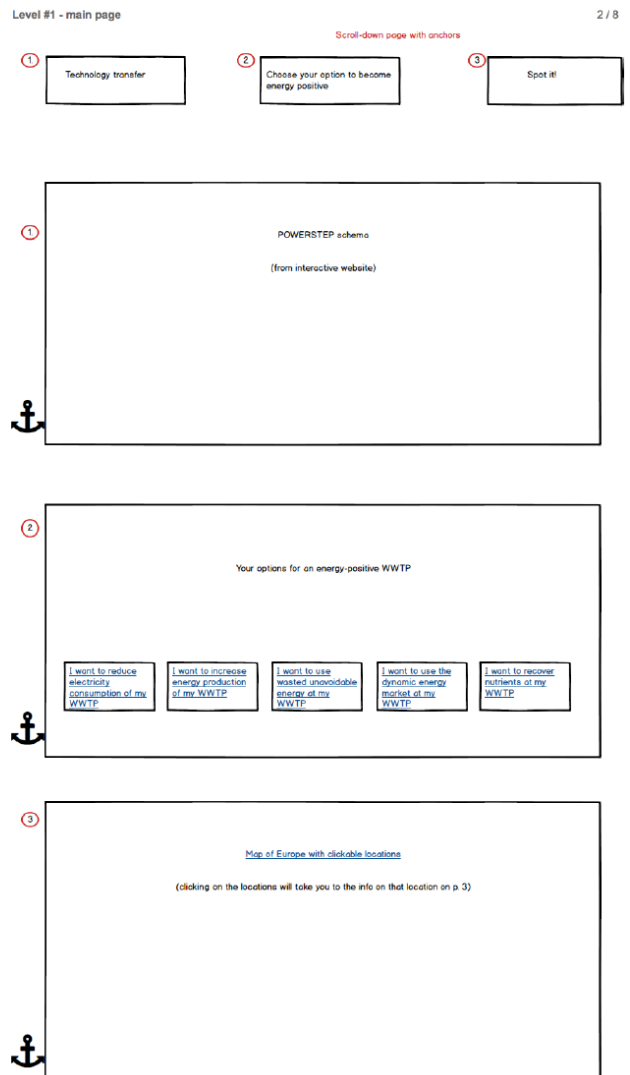 Level #1 - main page
2 / 8
Scroll-down page with anchors
1
Technology transfer
2
Choose your option to become
energy positive
3
Spot it!
1
POWERSTEP schema
(from interactive website)
2
Your options for an energy-positive WWTP
I want to reduce
electricity
consumption of my
WWTP
I want to increase
energy production
of my WWTP
I want to use
wasted unavoidable
energy at my
WWTP
I want to use the
dynamic energy
market at my
WWTP
I want to recover
nutrients at my
WWTP
3
Map of Europe with clickable locations
(clicking on the locations will take you to the info on that location on p. 3)